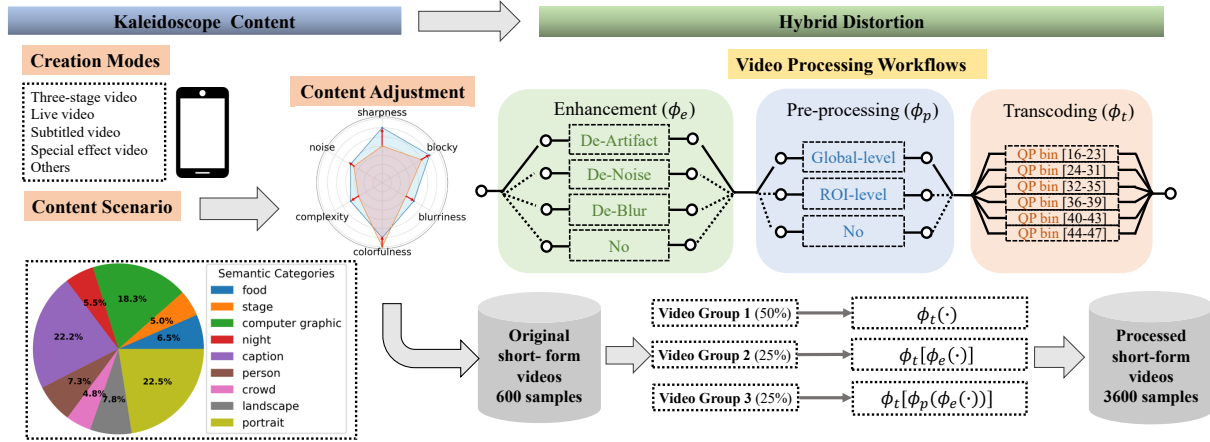 Kaleidoscope Content
Hybrid Distortion
Creation Modes
Three-stage video
Live video
Subtitled video
Special effect video
Others
Content Scenario
Content Adjustment
sharpness
noise
blocky
complexity
blurriness
colorfulness
Video Processing Workflows
Enhancement (ϕₑ)
De-Artifact
De-Noise
De-Blur
No
Pre-processing (ϕₚ)
Global-level
ROI-level
No
Transcoding (ϕₜ)
QP bin [16-23]
QP bin [24-31]
QP bin [32-35]
QP bin [36-39]
QP bin [40-43]
QP bin [44-47]
18.3%
5.5%
5.0%
22.2%
6.5%
7.3%
22.5%
4.8%
7.8%
Semantic Categories
food
stage
computer graphic
night
caption
person
crowd
landscape
portrait
Original
short- form
videos
600 samples
Video Group 1 (50%)
ϕₜ(·)
Video Group 2 (25%)
ϕₜ[ϕₑ(·)]
Video Group 3 (25%)
ϕₜ[ϕₚ(ϕₑ(·))]
Processed
short-form
videos
3600 samples